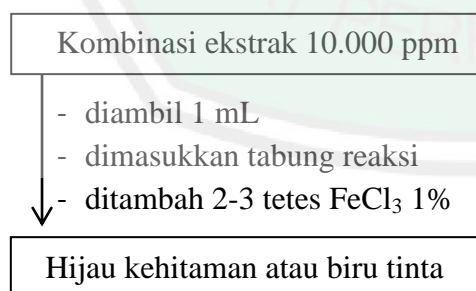 Kombinasi ekstrak 10.000 ppm
- diambil 1 mL
- dimasukkan tabung reaksi
- ditambah 2-3 tetes FeCl₃ 1%
Hijau kehitaman atau biru tinta